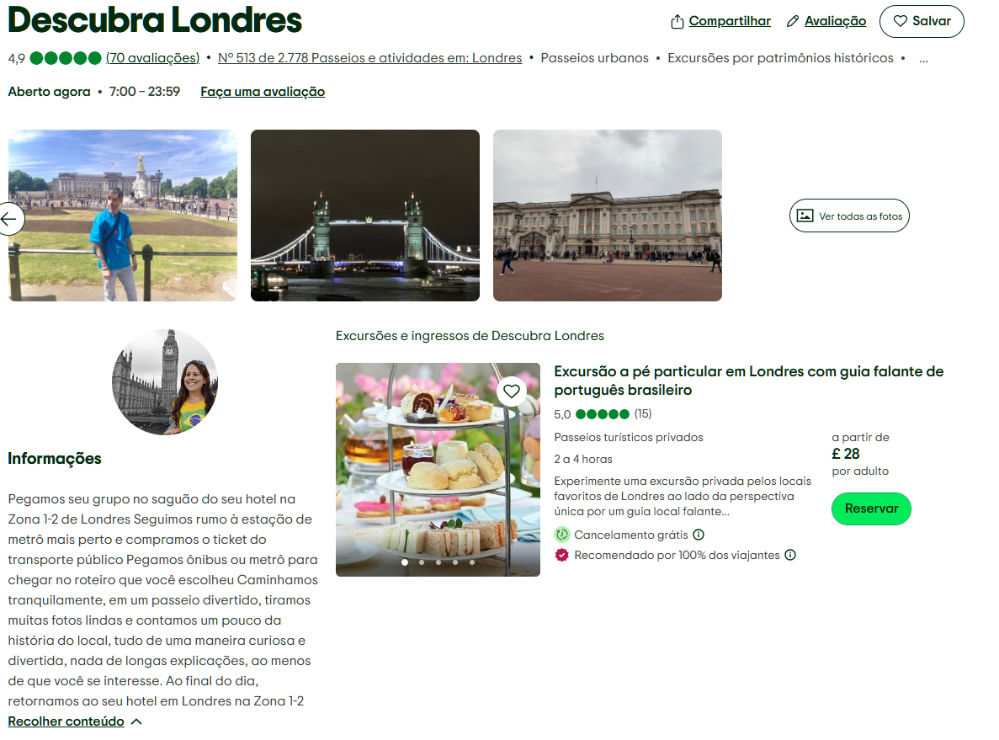 Descubra Londres
Compartilhar
Avaliação
Salvar
4,9 (70 avaliações) • Nº 513 de 2.778 Passeios e atividades em: Londres • Passeios urbanos • Excursões por patrimônios históricos • ...
Aberto agora • 7:00 – 23:59 Faça uma avaliação
Ver todas as fotos
Informações
Pegamos seu grupo no saguão do seu hotel na
Zona 1-2 de Londres Seguimos rumo à estação de
metrô mais perto e compramos o ticket do
transporte público Pegamos ônibus ou metrô para
chegar no roteiro que você escolheu Caminhamos
tranquilamente, em um passeio divertido, tiramos
muitas fotos lindas e contamos um pouco da
história do local, tudo de uma maneira curiosa e
divertida, nada de longas explicações, ao menos
de que você se interesse. Ao final do dia,
retornamos ao seu hotel em Londres na Zona 1-2
Recolher conteúdo
Excursões e ingressos de Descubra Londres
Excursão a pé particular em Londres com guia falante de
português brasileiro
5,0 (15)
Passeios turísticos privados
2 a 4 horas
Experimente uma excursão privada pelos locais
favoritos de Londres ao lado da perspectiva
única por um guia local falante...
Cancelamento grátis
Recomendado por 100% dos viajantes
a partir de
£ 28
por adulto
Reservar